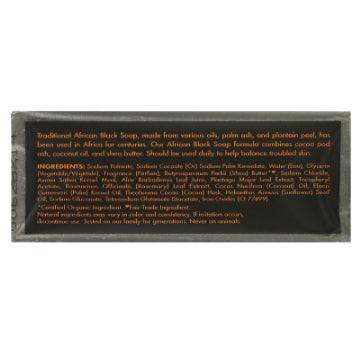 Traditional African Black Soap, made from various oils, palm ash, and plantain peel, has
been used in Africa for centuries. Our African Black Soap formula combines cocoa pod
ash, coconut oil, and shea butter. Should be used daily to help balance troubled skin.
INGREDIENTS: Sodium Palmate, Sodium Cocoate (Or) Sodium Palm Kernelate, Water (Eau), Glycerin
(Vegetable/Végétale), Fragrance (Parfum), Butyrospermum Parkii (Shea) Butter*♥, Sodium Chloride,
Avena Sativa Kernel Meal, Aloe Barbadensis Leaf Juice, Plantago Major Leaf Extract, Tocopheryl
Acetate, Rosmarinus Officinalis (Rosemary) Leaf Extract, Cocos Nucifera (Coconut) Oil, Elaeis
Guineensis (Palm) Kernel Oil, Theobroma Cacao (Cocoa) Pod Ash, Helianthus Annuus (Sunflower) Seed
Oil, Sodium Gluconate, Tetrasodium Glutamate Diacetate, Iron Oxides (CI 77499).
*Certified Organic Ingredient. ♥Fair Trade Ingredient.
Natural ingredients may vary in color and consistency. If irritation occurs,
discontinue use. Tested on our family for generations. Never on animals.